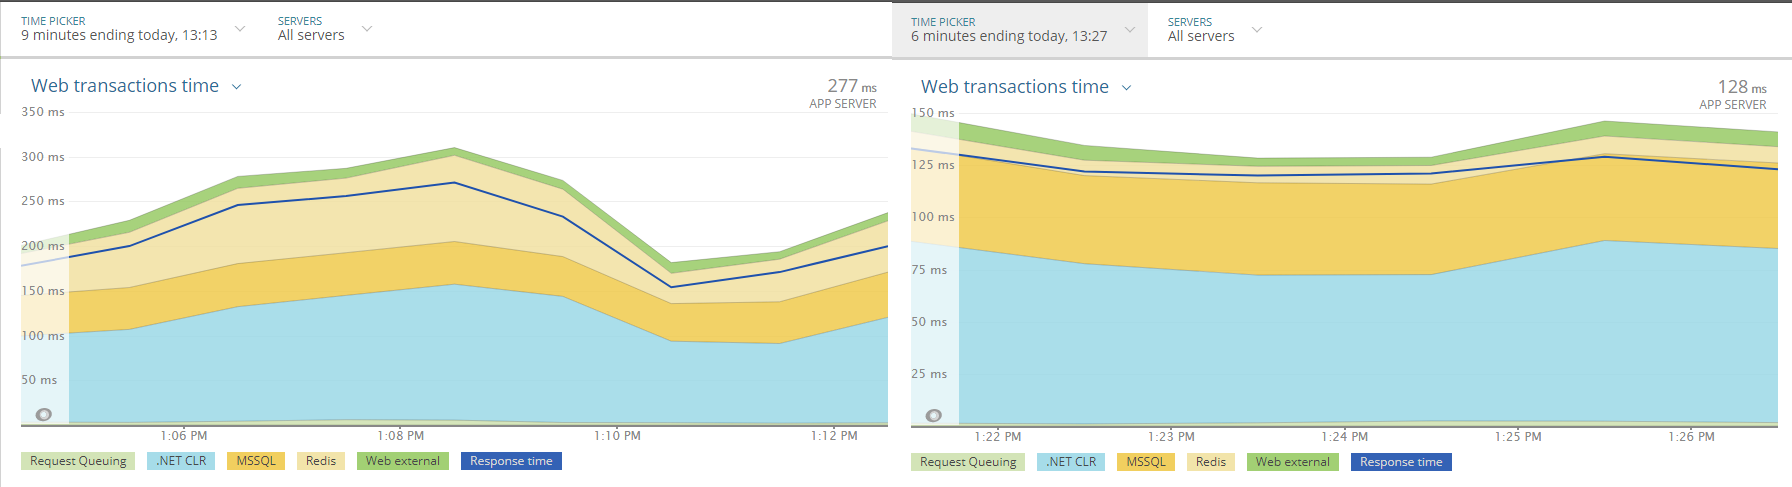 TIME PICKER
9 minutes ending today, 13:13
SERVERS
All servers
Web transactions time
277 ms
APP SERVER
350 ms
300 ms
250 ms
200 ms
150 ms
100 ms
50 ms
1:06 PM
1:08 PM
1:10 PM
1:12 PM
Request Queuing
.NET CLR
MSSQL
Redis
Web external
Response time
TIME PICKER
6 minutes ending today, 13:27
SERVERS
All servers
Web transactions time
128 ms
APP SERVER
150 ms
125 ms
100 ms
75 ms
50 ms
25 ms
1:22 PM
1:23 PM
1:24 PM
1:25 PM
1:26 PM
Request Queuing
.NET CLR
MSSQL
Redis
Web external
Response time